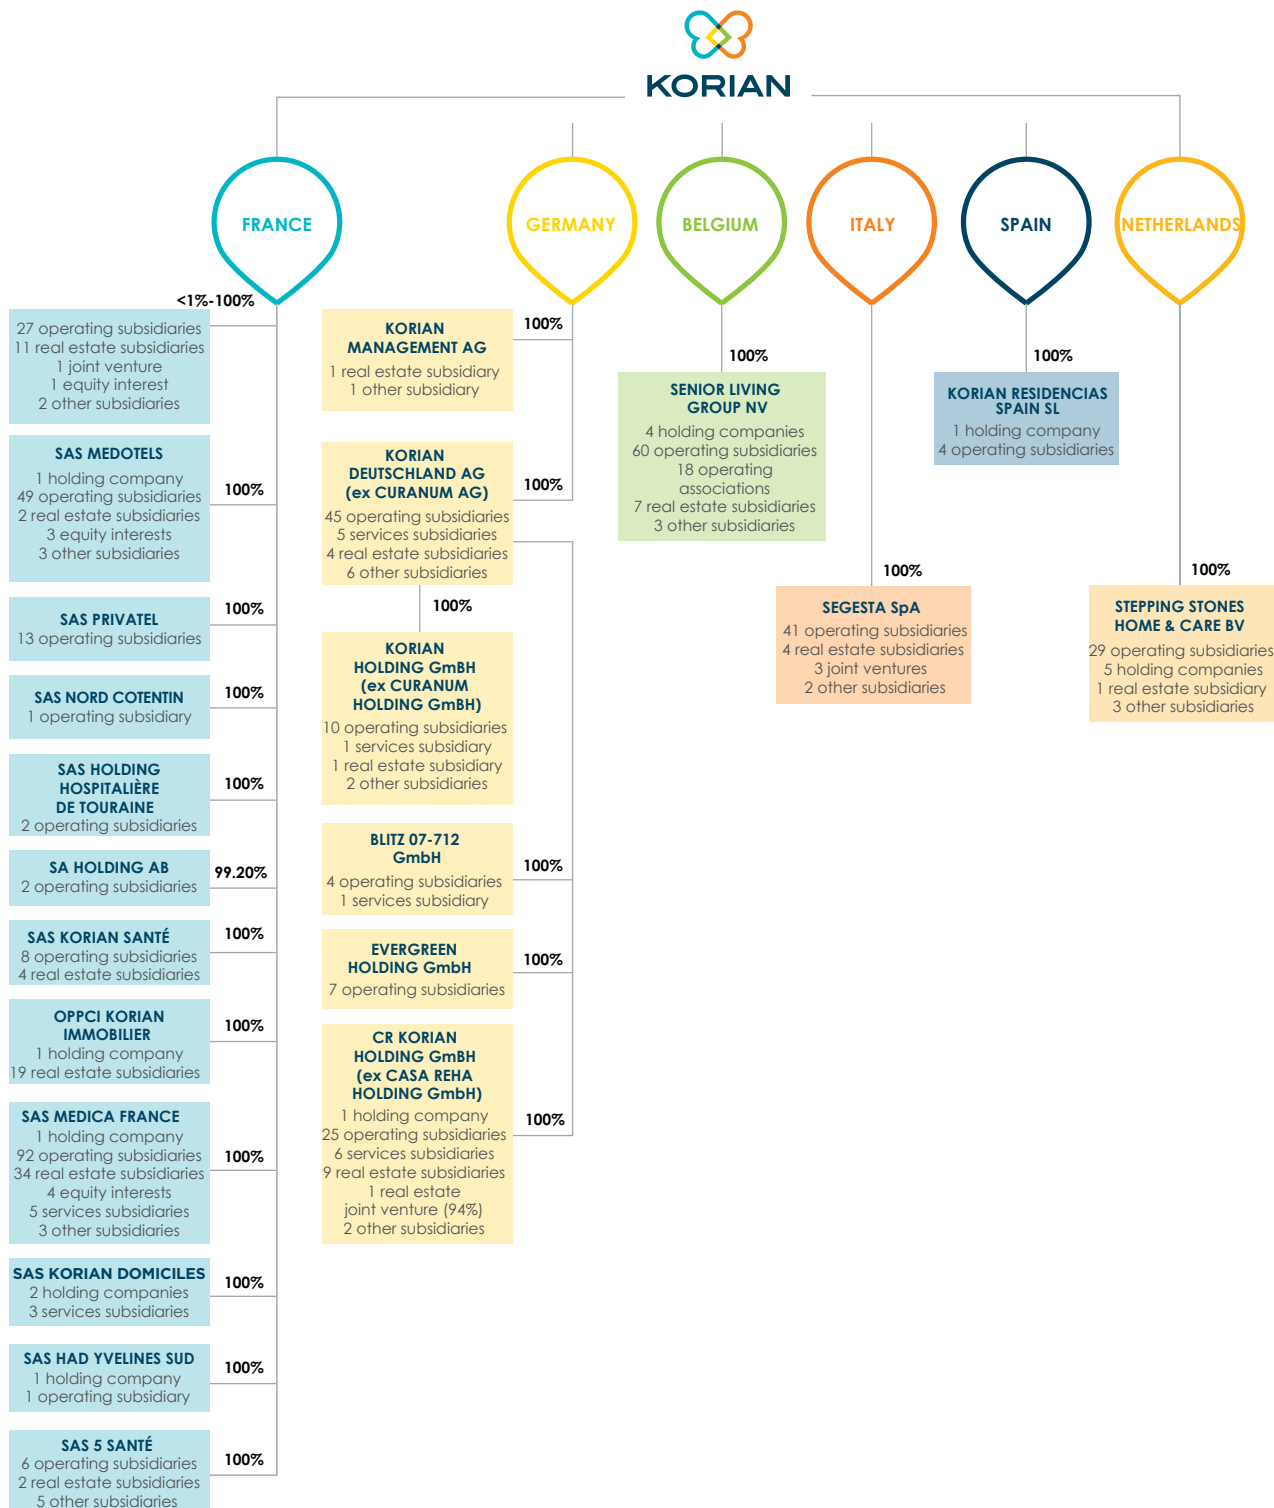 KORIAN
FRANCE
GERMANY
BELGIUM
ITALY
SPAIN
NETHERLANDS
<1%-100%
27 operating subsidiaries
11 real estate subsidiaries
1 joint venture
1 equity interest
2 other subsidiaries
SAS MEDOTELS
1 holding company
49 operating subsidiaries
2 real estate subsidiaries
3 equity interests
3 other subsidiaries
100%
SAS PRIVATEL
13 operating subsidiaries
100%
SAS NORD COTENTIN
1 operating subsidiary
100%
SAS HOLDING
HOSPITALIÈRE
DE TOURAINE
2 operating subsidiaries
100%
SA HOLDING AB
2 operating subsidiaries
99.20%
SAS KORIAN SANTÉ
8 operating subsidiaries
4 real estate subsidiaries
100%
OPPCI KORIAN
IMMOBILIER
1 holding company
19 real estate subsidiaries
100%
SAS MEDICA FRANCE
1 holding company
92 operating subsidiaries
34 real estate subsidiaries
4 equity interests
5 services subsidiaries
3 other subsidiaries
100%
SAS KORIAN DOMICILES
2 holding companies
3 services subsidiaries
100%
SAS HAD YVELINES SUD
1 holding company
1 operating subsidiary
100%
SAS 5 SANTÉ
6 operating subsidiaries
2 real estate subsidiaries
5 other subsidiaries
100%
KORIAN
MANAGEMENT AG
1 real estate subsidiary
1 other subsidiary
100%
KORIAN
DEUTSCHLAND AG
(ex CURANUM AG)
45 operating subsidiaries
5 services subsidiaries
4 real estate subsidiaries
6 other subsidiaries
100%
100%
KORIAN
HOLDING GmBH
(ex CURANUM
HOLDING GmBH)
10 operating subsidiaries
1 services subsidiary
1 real estate subsidiary
2 other subsidiaries
BLITZ 07-712
GmbH
4 operating subsidiaries
1 services subsidiary
100%
EVERGREEN
HOLDING GmbH
7 operating subsidiaries
100%
CR KORIAN
HOLDING GmBH
(ex CASA REHA
HOLDING GmbH)
1 holding company
25 operating subsidiaries
6 services subsidiaries
9 real estate subsidiaries
1 real estate
joint venture (94%)
2 other subsidiaries
100%
100%
SENIOR LIVING
GROUP NV
4 holding companies
60 operating subsidiaries
18 operating
associations
7 real estate subsidiaries
3 other subsidiaries
100%
SEGESTA SpA
41 operating subsidiaries
4 real estate subsidiaries
3 joint ventures
2 other subsidiaries
100%
KORIAN RESIDENCIAS
SPAIN SL
1 holding company
4 operating subsidiaries
100%
STEPPING STONES
HOME & CARE BV
29 operating subsidiaries
5 holding companies
1 real estate subsidiary
3 other subsidiaries